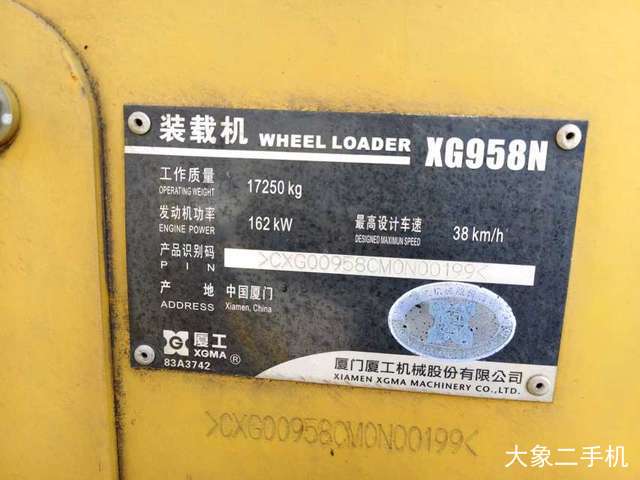 装载机 WHEEL LOADER XG958N
工作质量 17250 kg
OPERATING WEIGHT
发动机功率 162 kW 最高设计车速 38 km/h
ENGINE POWER DESIGNED MAXIMUN SPEED
产品识别码 >CXG00958CM0N00199<
PIN
产地 中国厦门
ADDRESS Xiamen, China
厦工
XGMA ®
83A3742
厦门厦工机械股份有限公司
XIAMEN XGMA MACHINERY CO.,LTD.
>CXG00958CM0N00199<
大象二手机